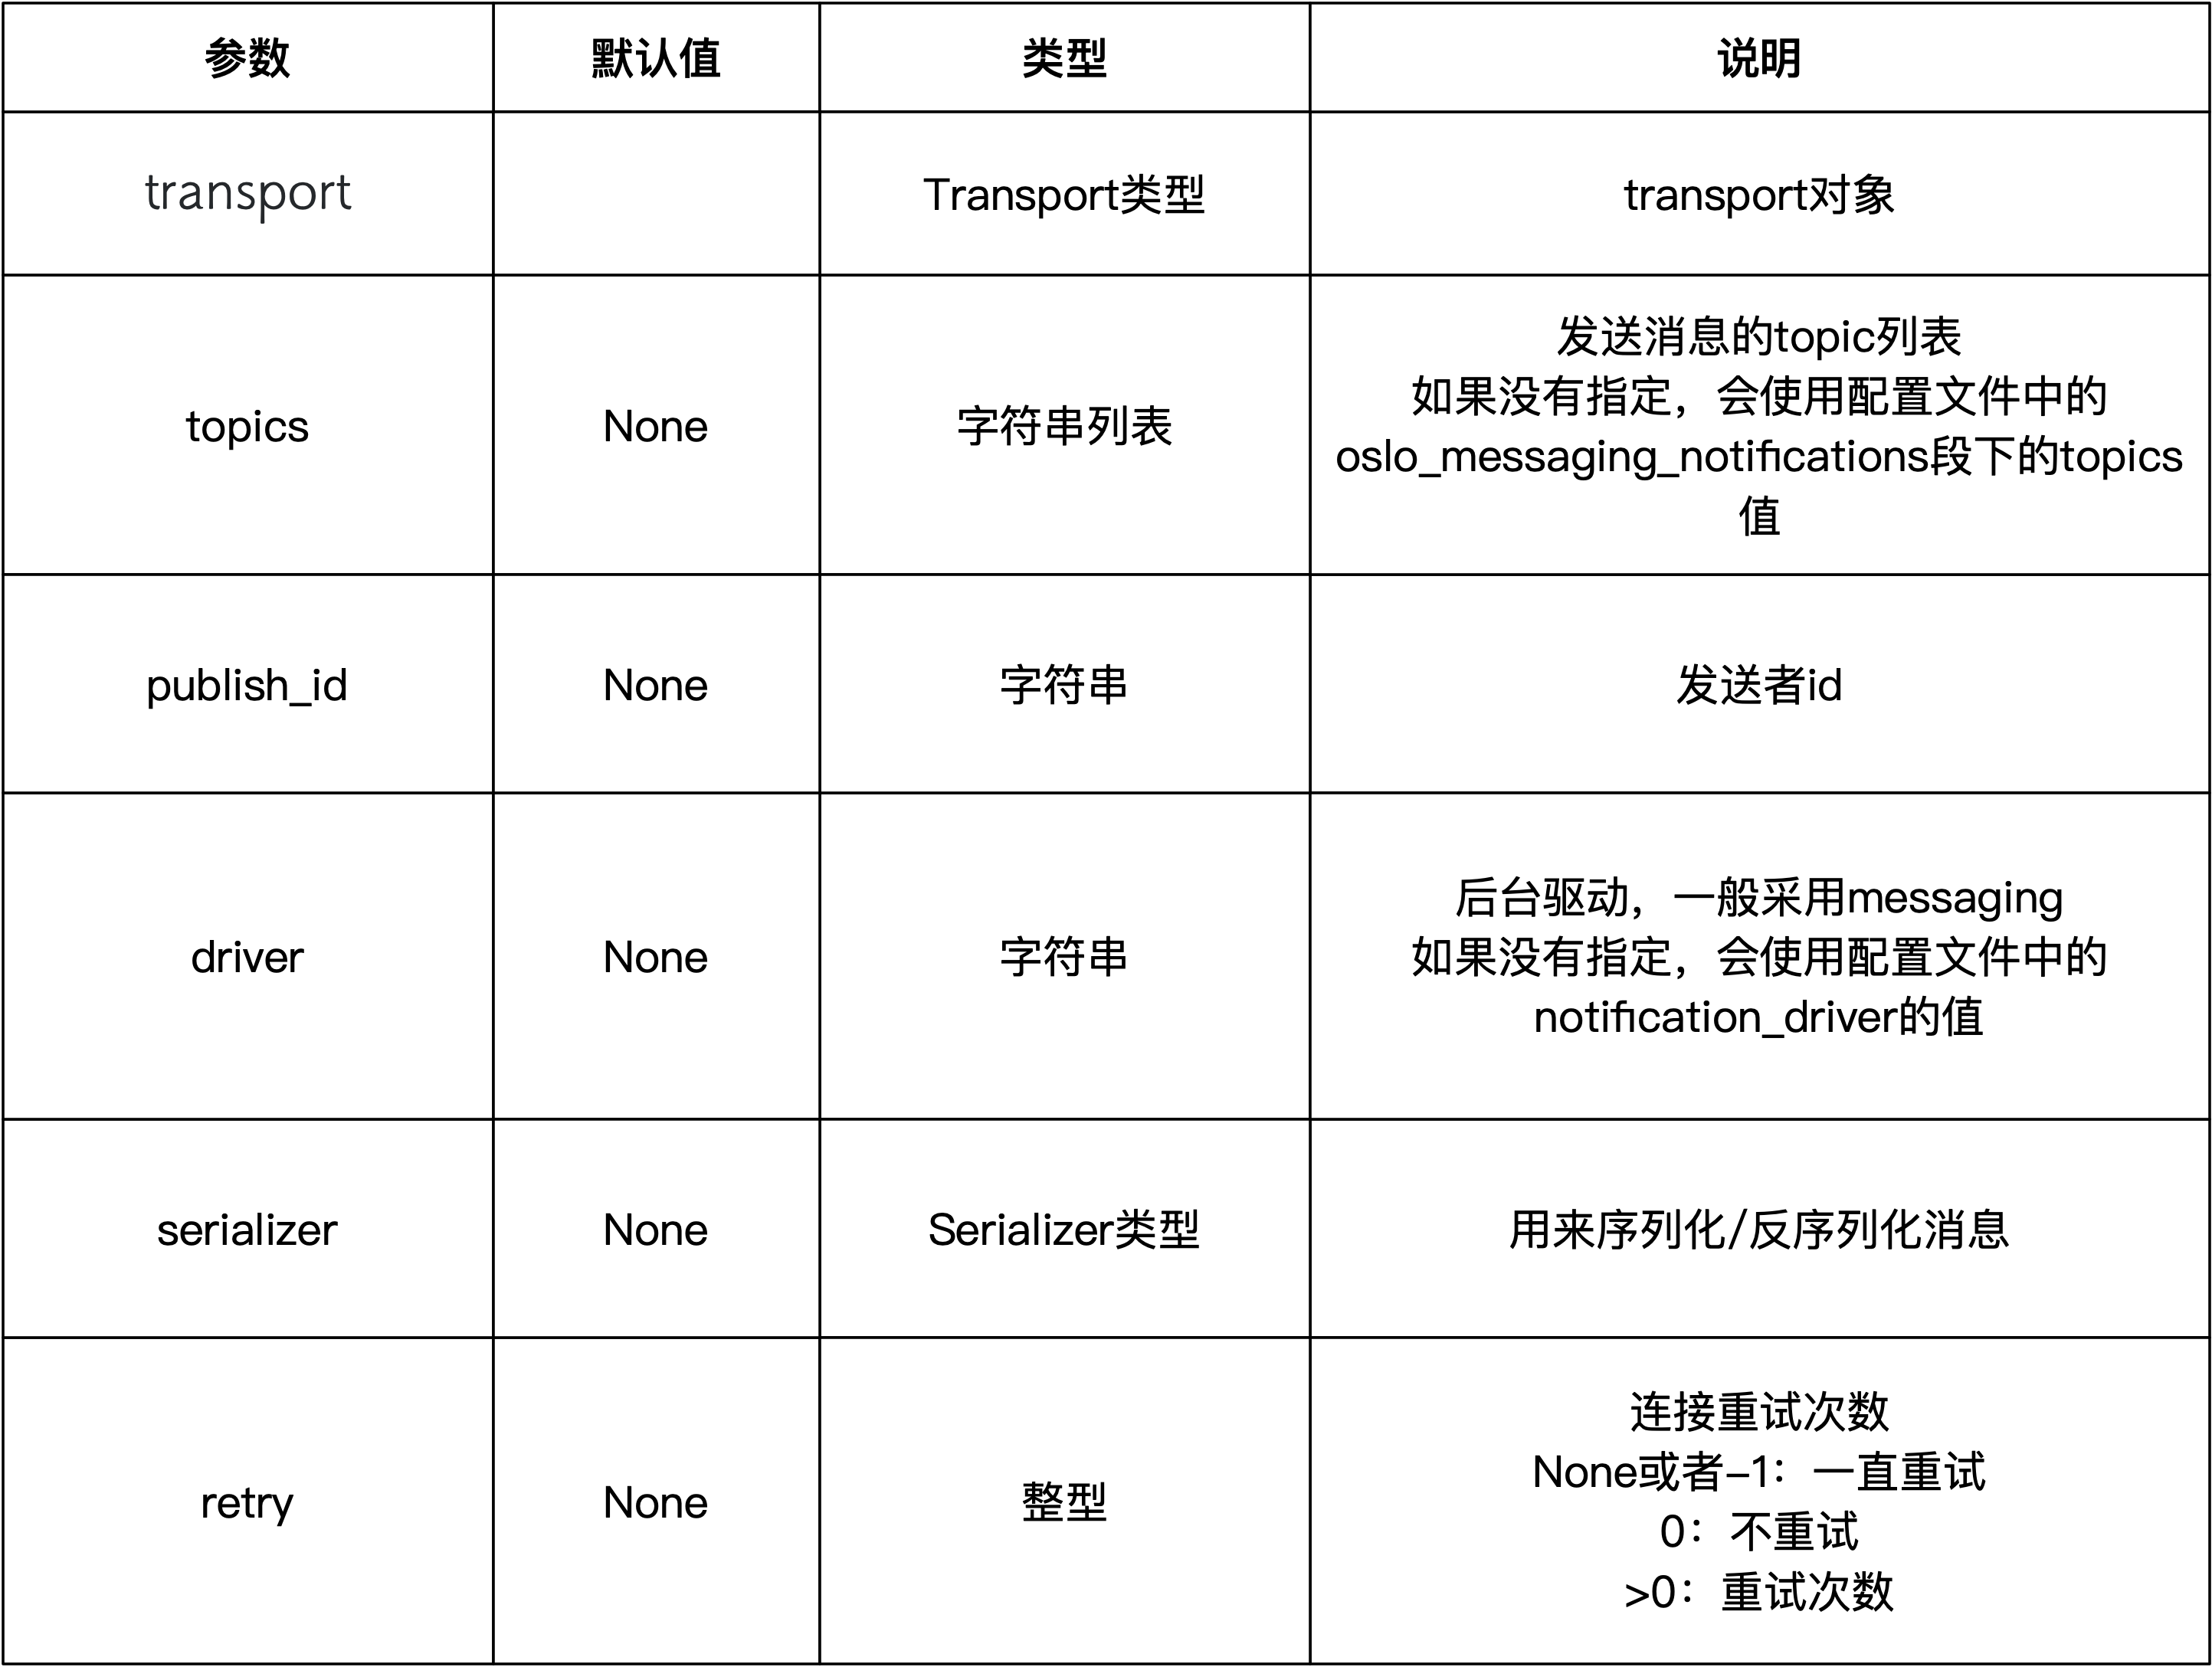 参数 默认值 类型 说明
transport Transport类型 transport对象
topics None 字符串列表 发送消息的topic列表
如果没有指定，会使用配置文件中的
oslo_messaging_notifications段下的topics
值
publish_id None 字符串 发送者id
driver None 字符串 后台驱动，一般采用messaging
如果没有指定，会使用配置文件中的
notification_driver的值
serializer None Serializer类型 用来序列化/反序列化消息
retry None 整型 连接重试次数
None或者-1：一直重试
0：不重试
>0：重试次数